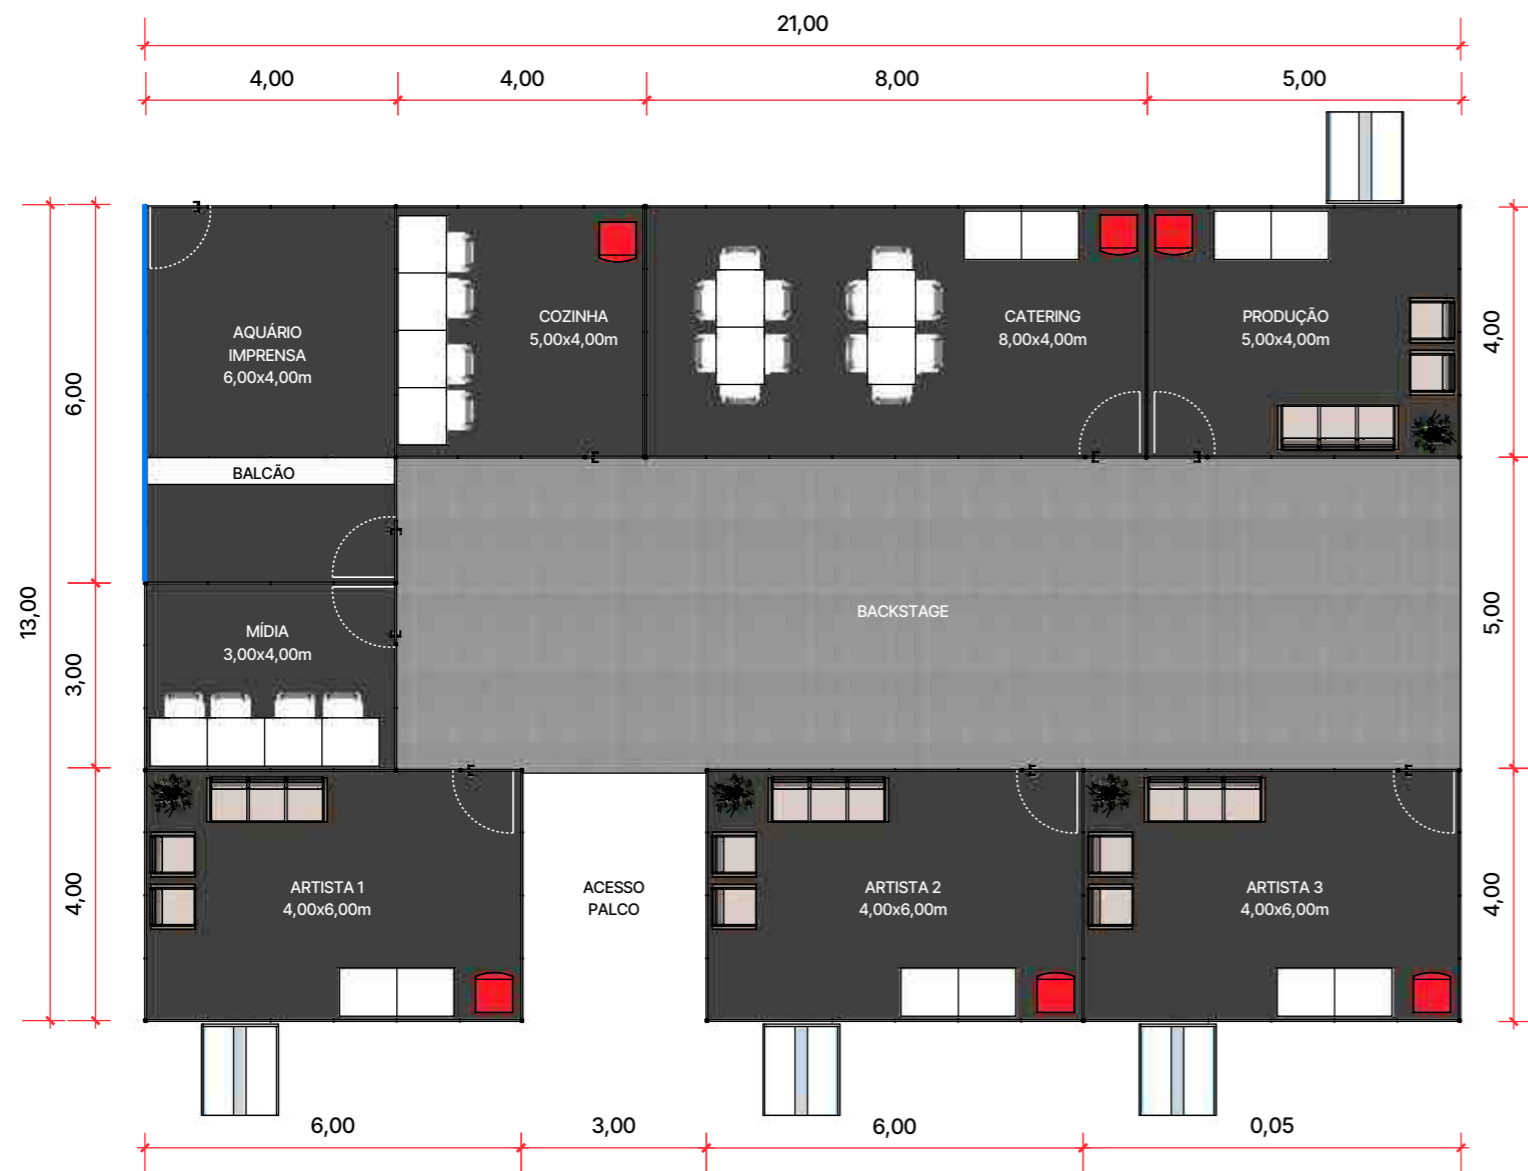 21,00
4,00
4,00
8,00
5,00
AQUÁRIO
IMPRENSA
6,00x4,00m
COZINHA
5,00x4,00m
CATERING
8,00x4,00m
PRODUÇÃO
5,00x4,00m
4,00
6,00
BALCÃO
13,00
MÍDIA
3,00x4,00m
3,00
BACKSTAGE
5,00
ARTISTA 1
4,00x6,00m
4,00
ACESSO
PALCO
ARTISTA 2
4,00x6,00m
ARTISTA 3
4,00x6,00m
4,00
6,00
3,00
6,00
0,05